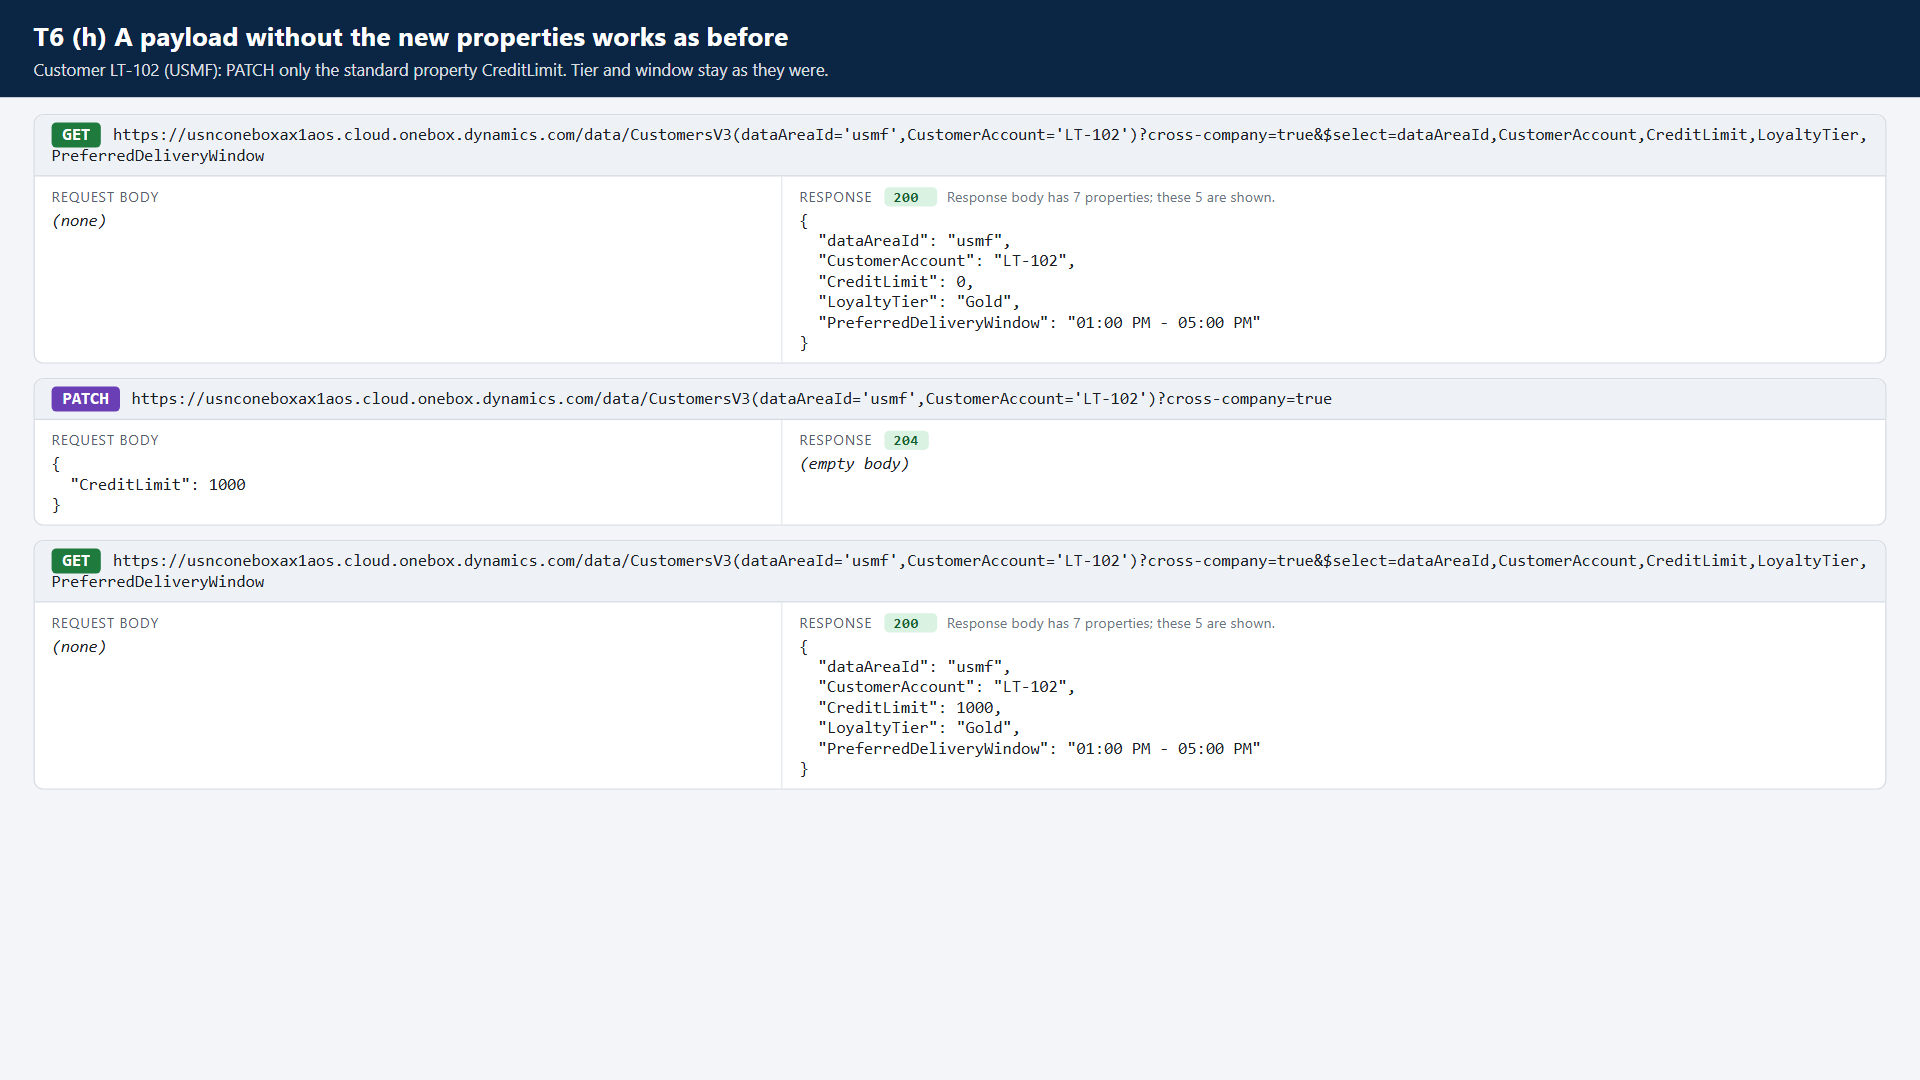 T6 (h) A payload without the new properties works as before
Customer LT-102 (USMF): PATCH only the standard property CreditLimit. Tier and window stay as they were.
GET https://usnconeboxax1aos.cloud.onebox.dynamics.com/data/CustomersV3(dataAreaId='usmf',CustomerAccount='LT-102')?cross-company=true&$select=dataAreaId,CustomerAccount,CreditLimit,LoyaltyTier,
PreferredDeliveryWindow
REQUEST BODY
(none)
RESPONSE 200 Response body has 7 properties; these 5 are shown.
{
  "dataAreaId": "usmf",
  "CustomerAccount": "LT-102",
  "CreditLimit": 0,
  "LoyaltyTier": "Gold",
  "PreferredDeliveryWindow": "01:00 PM - 05:00 PM"
}
PATCH https://usnconeboxax1aos.cloud.onebox.dynamics.com/data/CustomersV3(dataAreaId='usmf',CustomerAccount='LT-102')?cross-company=true
REQUEST BODY
{
  "CreditLimit": 1000
}
RESPONSE 204
(empty body)
GET https://usnconeboxax1aos.cloud.onebox.dynamics.com/data/CustomersV3(dataAreaId='usmf',CustomerAccount='LT-102')?cross-company=true&$select=dataAreaId,CustomerAccount,CreditLimit,LoyaltyTier,
PreferredDeliveryWindow
REQUEST BODY
(none)
RESPONSE 200 Response body has 7 properties; these 5 are shown.
{
  "dataAreaId": "usmf",
  "CustomerAccount": "LT-102",
  "CreditLimit": 1000,
  "LoyaltyTier": "Gold",
  "PreferredDeliveryWindow": "01:00 PM - 05:00 PM"
}